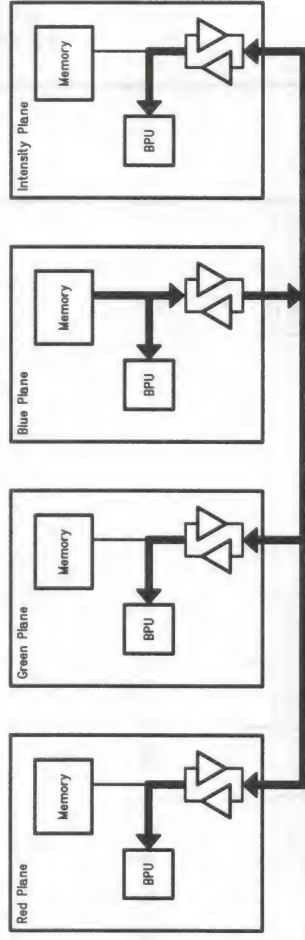 Red Plane
Memory
BPU
Green Plane
Memory
BPU
Blue Plane
Memory
BPU
Intensity Plane
Memory
BPU